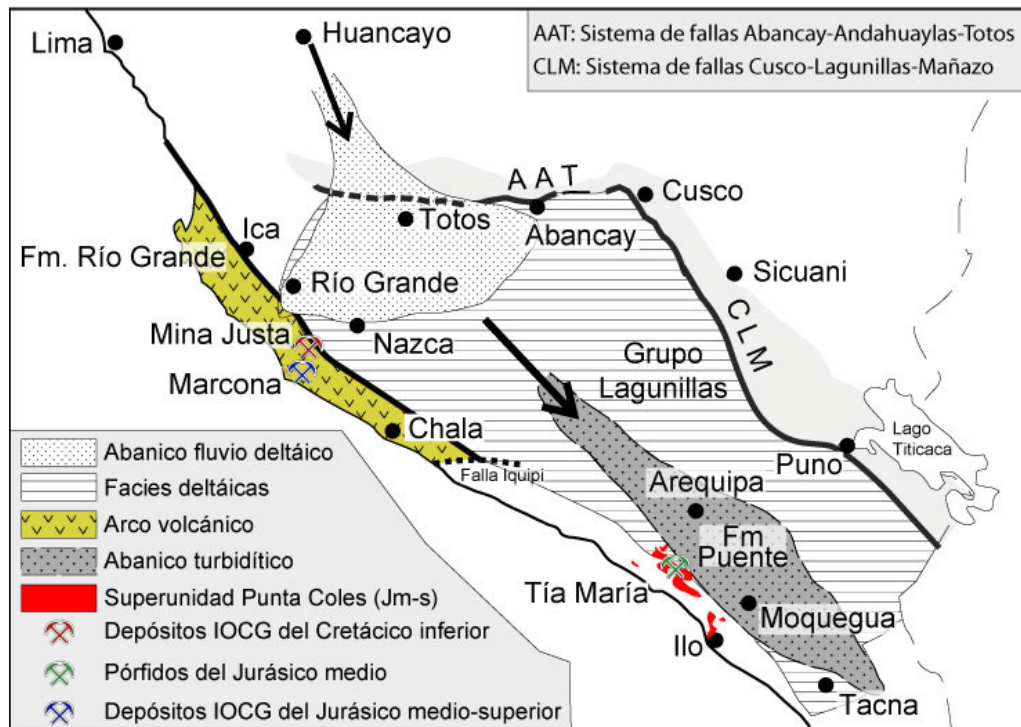 AAT: Sistema de fallas Abancay-Andahuaylas-Totos
CLM: Sistema de fallas Cusco-Lagunillas-Mañazo
Lima
Huancayo
AAT
Cusco
Totos
Abancay
Ica
Fm. Río Grande
Río Grande
Sicuani
CLM
Mina Justa
Nazca
Grupo
Lagunillas
Marcona
Chala
Lago
Titicaca
Puno
Falla Iquipi
Arequipa
Fm
Puente
Tía María
Moquegua
Ilo
Tacna
Abanico fluvio deltáico
Facies deltáicas
Arco volcánico
Abanico turbidítico
Superunidad Punta Coles (Jm-s)
Depósitos IOCG del Cretácico inferior
Pórfidos del Jurásico medio
Depósitos IOCG del Jurásico medio-superior